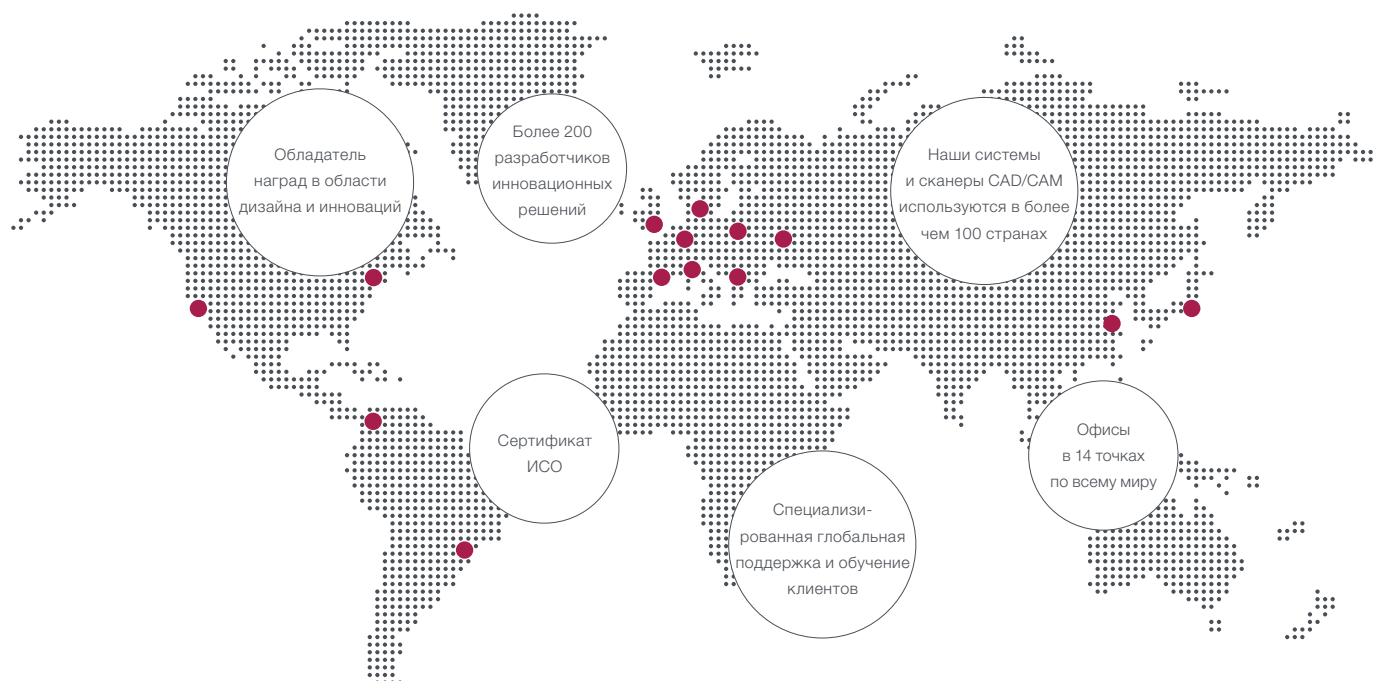 Обладатель
наград в области
дизайна и инноваций
Более 200
разработчиков
инновационных
решений
Наши системы
и сканеры CAD/CAM
используются в более
чем 100 странах
Сертификат
ИСО
Специализи-
рованная глобальная
поддержка и обучение
клиентов
Офисы
в 14 точках
по всему миру